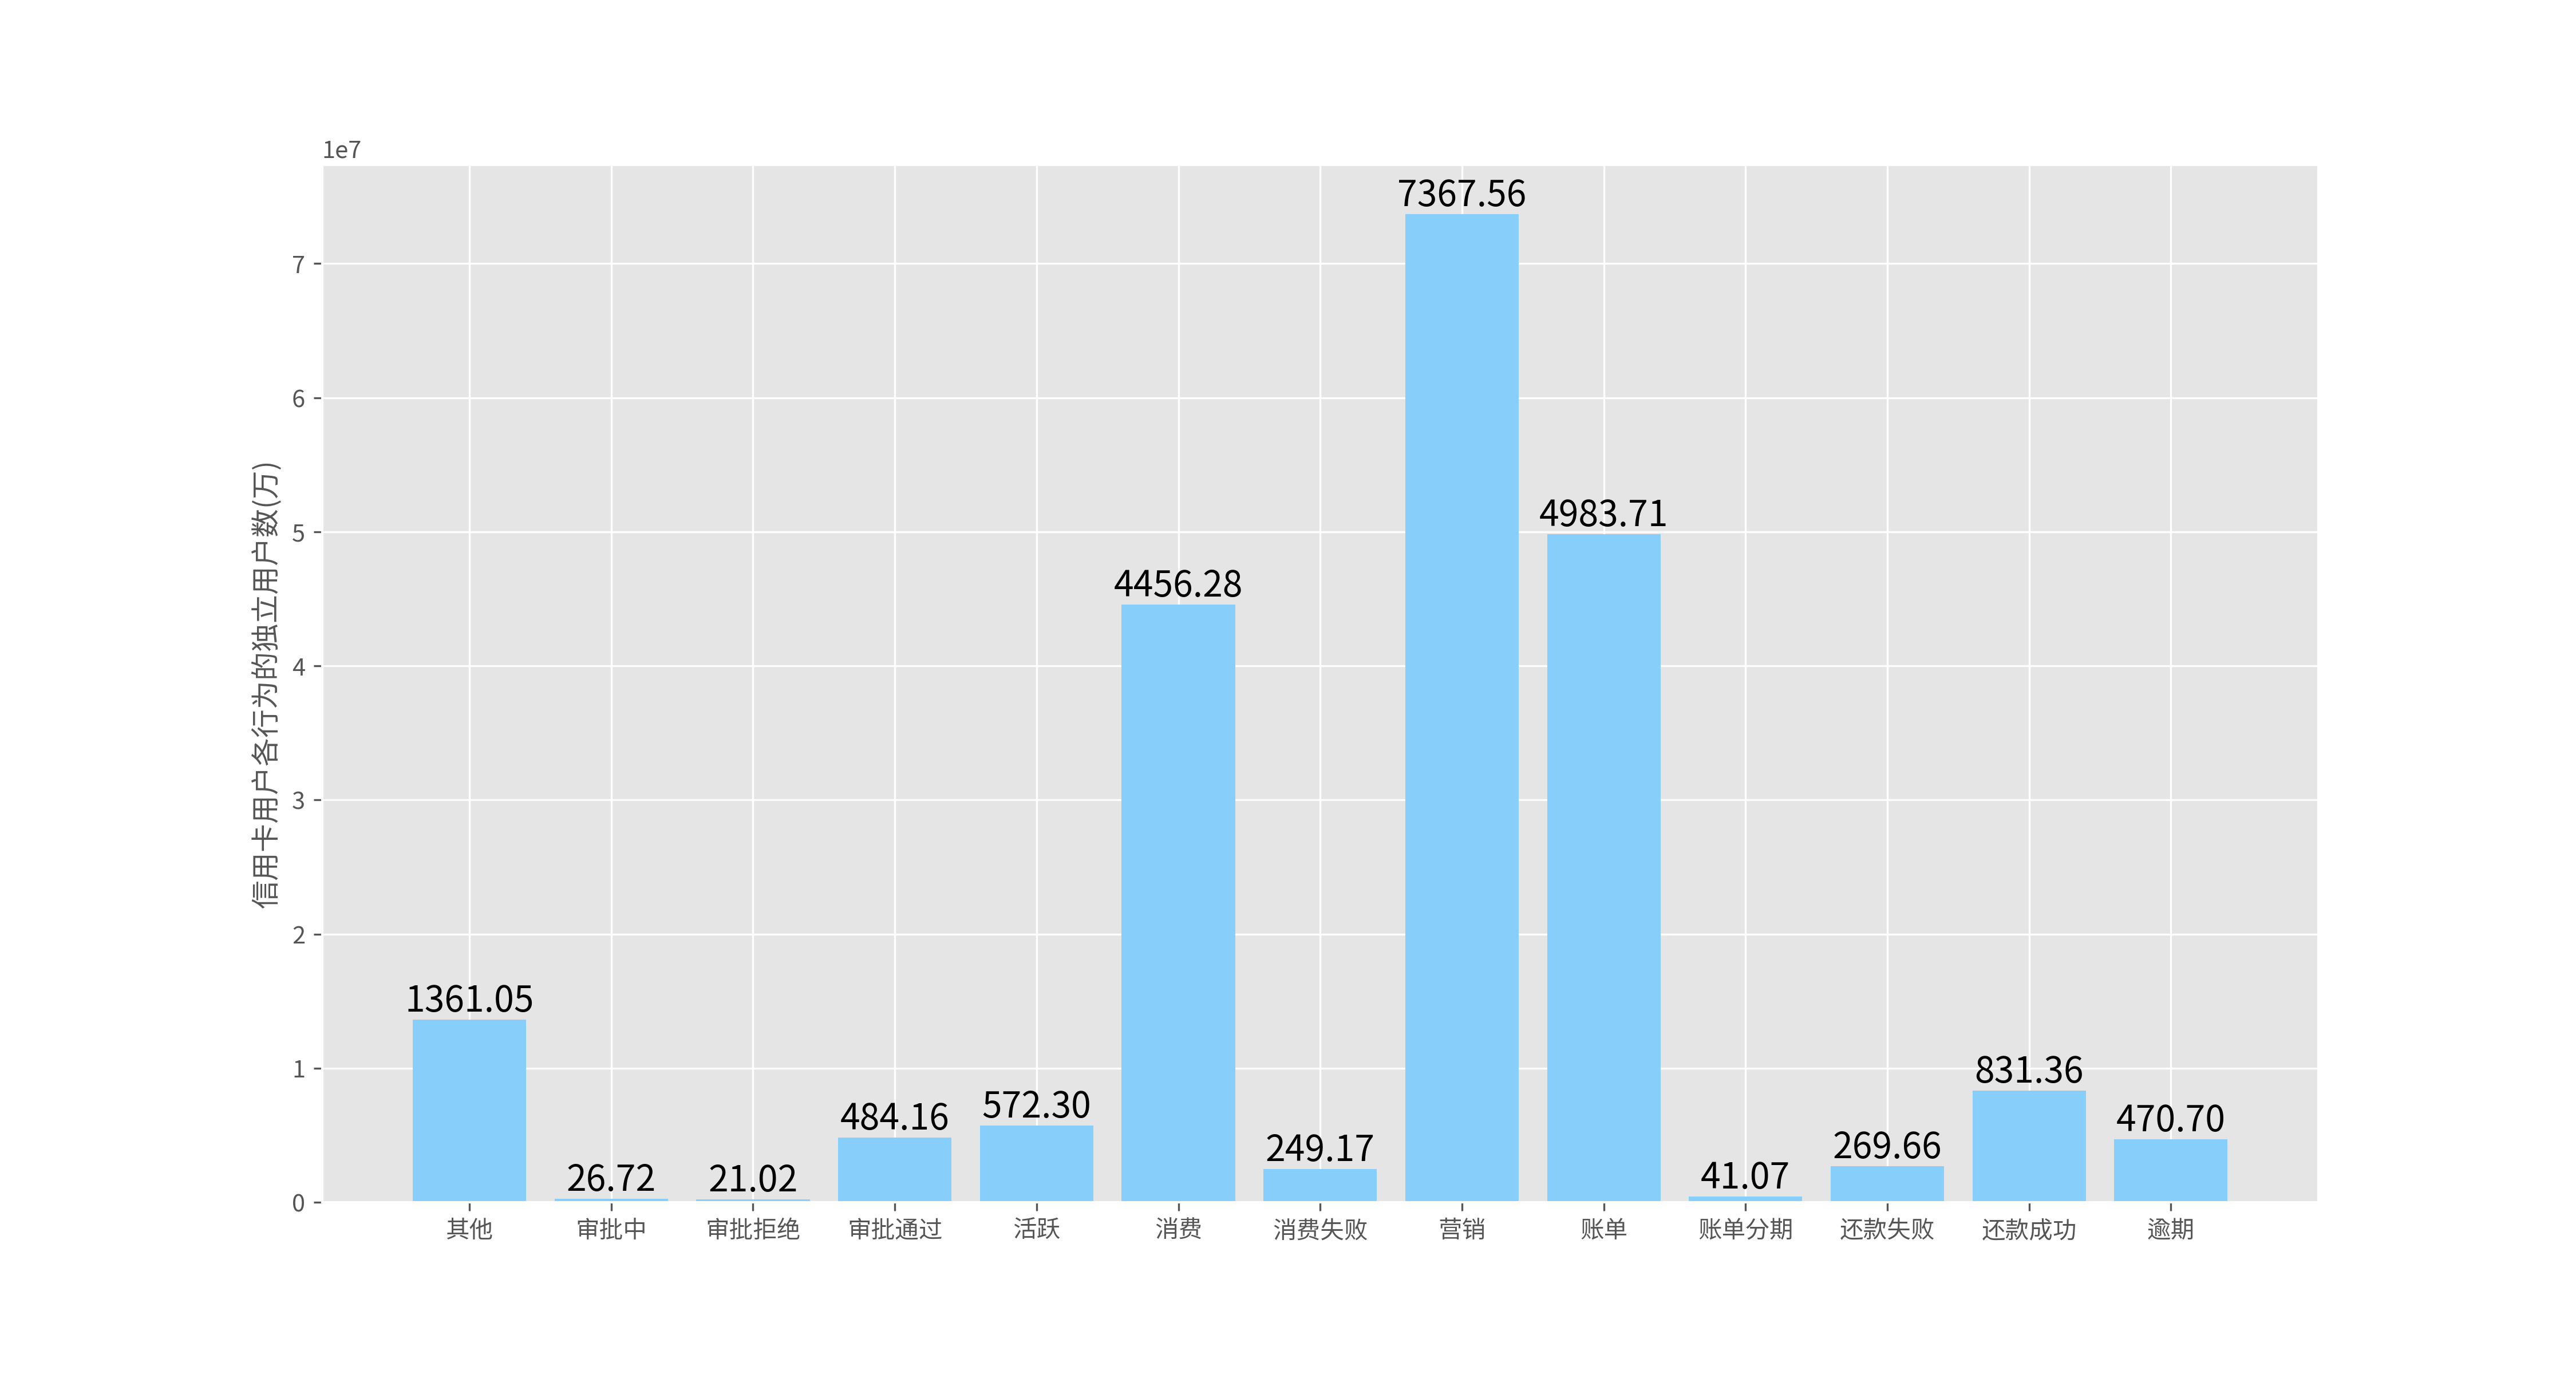 1e7
信用卡用户各行为的独立用户数(万)
7
6
5
4
3
2
1
0
1361.05
26.72
21.02
484.16
572.30
4456.28
249.17
7367.56
4983.71
41.07
269.66
831.36
470.70
其他
审批中
审批拒绝
审批通过
活跃
消费
消费失败
营销
账单
账单分期
还款失败
还款成功
逾期